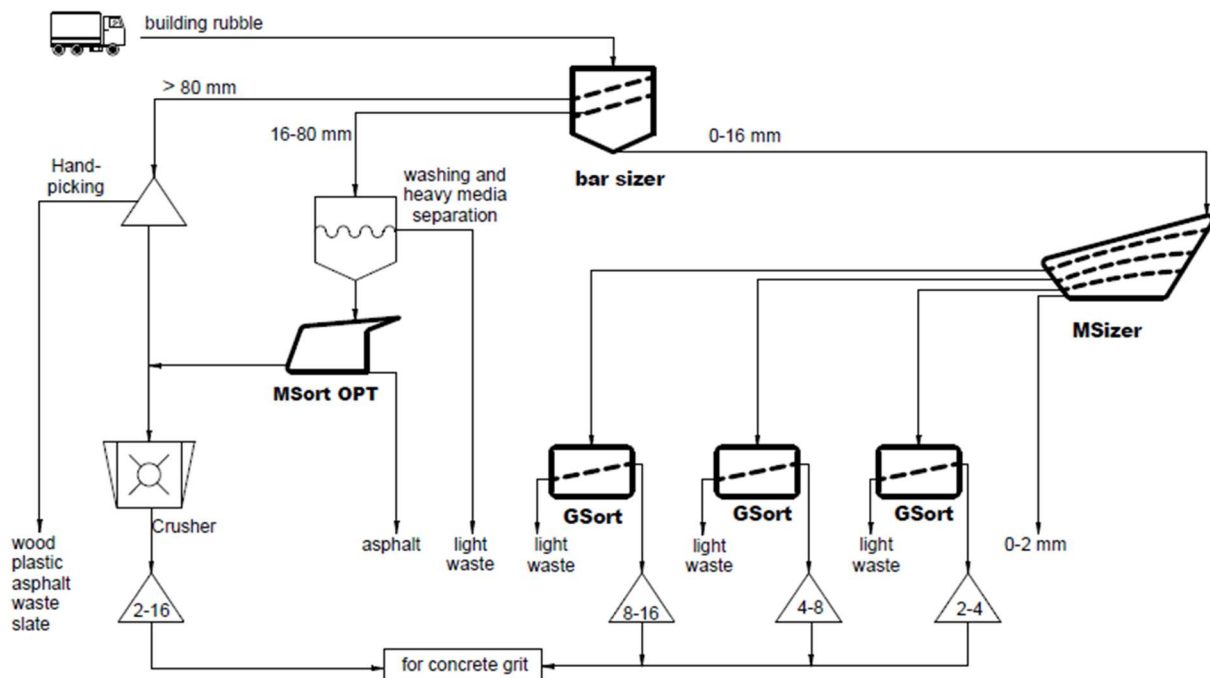 building rubble
> 80 mm
16-80 mm
0-16 mm
bar sizer
Hand-
picking
washing and
heavy media
separation
MSizer
MSort OPT
Crusher
GSort
GSort
GSort
wood
plastic
asphalt
waste
slate
asphalt
light
waste
light
waste
light
waste
light
waste
0-2 mm
2-16
8-16
4-8
2-4
for concrete grit